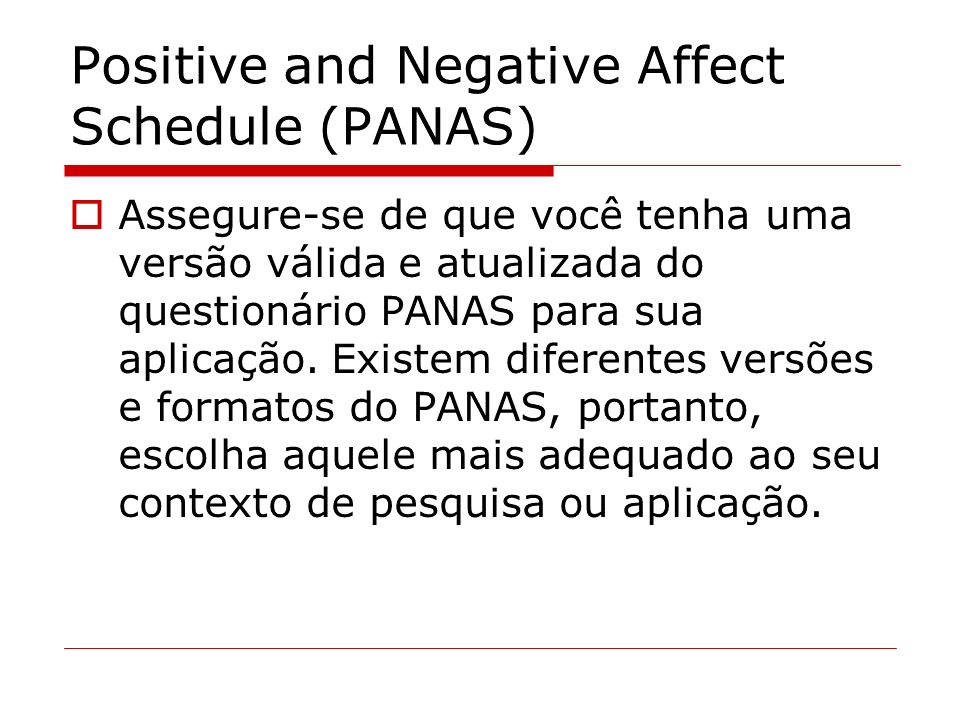 Positive and Negative Affect
Schedule (PANAS)
Assegure-se de que você tenha uma
versão válida e atualizada do
questionário PANAS para sua
aplicação. Existem diferentes versões
e formatos do PANAS, portanto,
escolha aquele mais adequado ao seu
contexto de pesquisa ou aplicação.